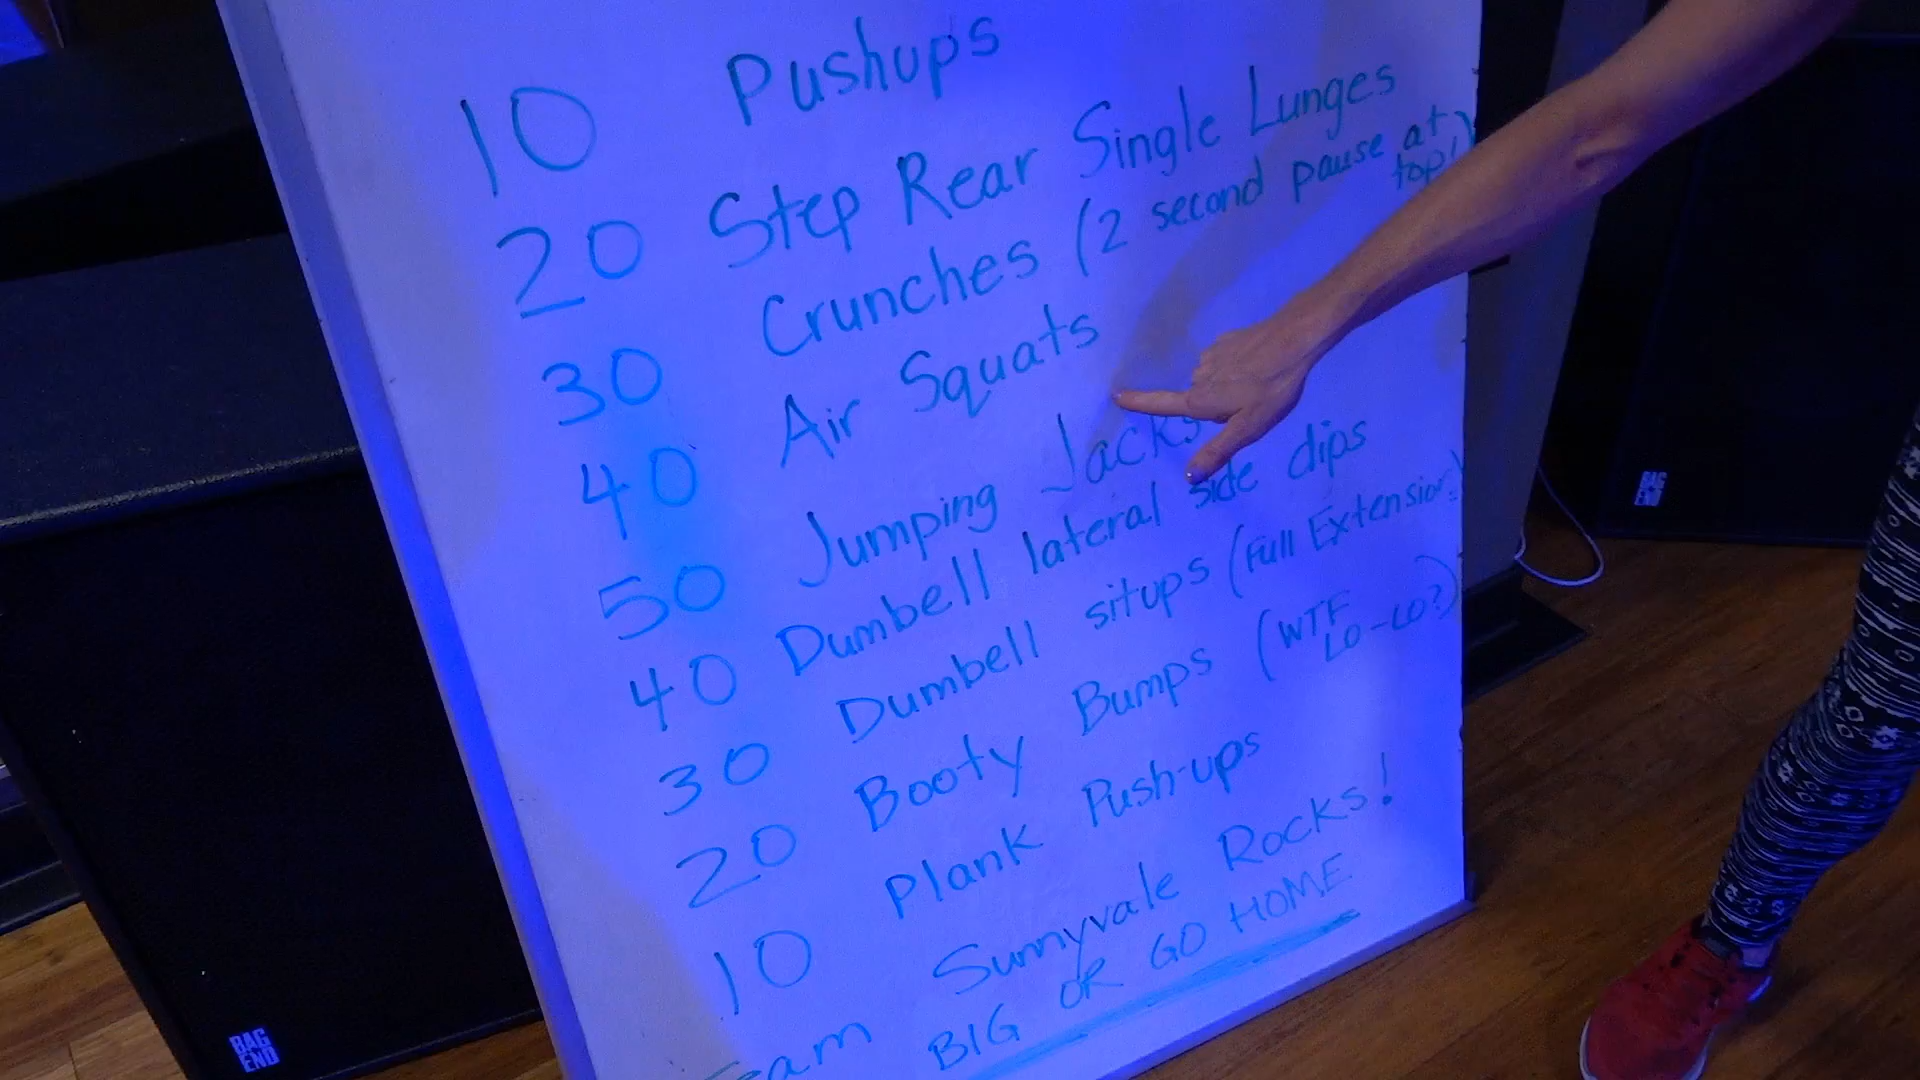 10 Pushups
20 Step Rear Single Lunges
30 Crunches (2 second pause at top!)
40 Air Squats
50 Jumping Jacks
40 Dumbell lateral side dips
30 Dumbell situps (Full Extension)
20 Booty Bumps (WTF LO-LO?)
10 Plank Push-ups
Team Sunnyvale Rocks!
BIG OR GO HOME
BAG END
BAG END